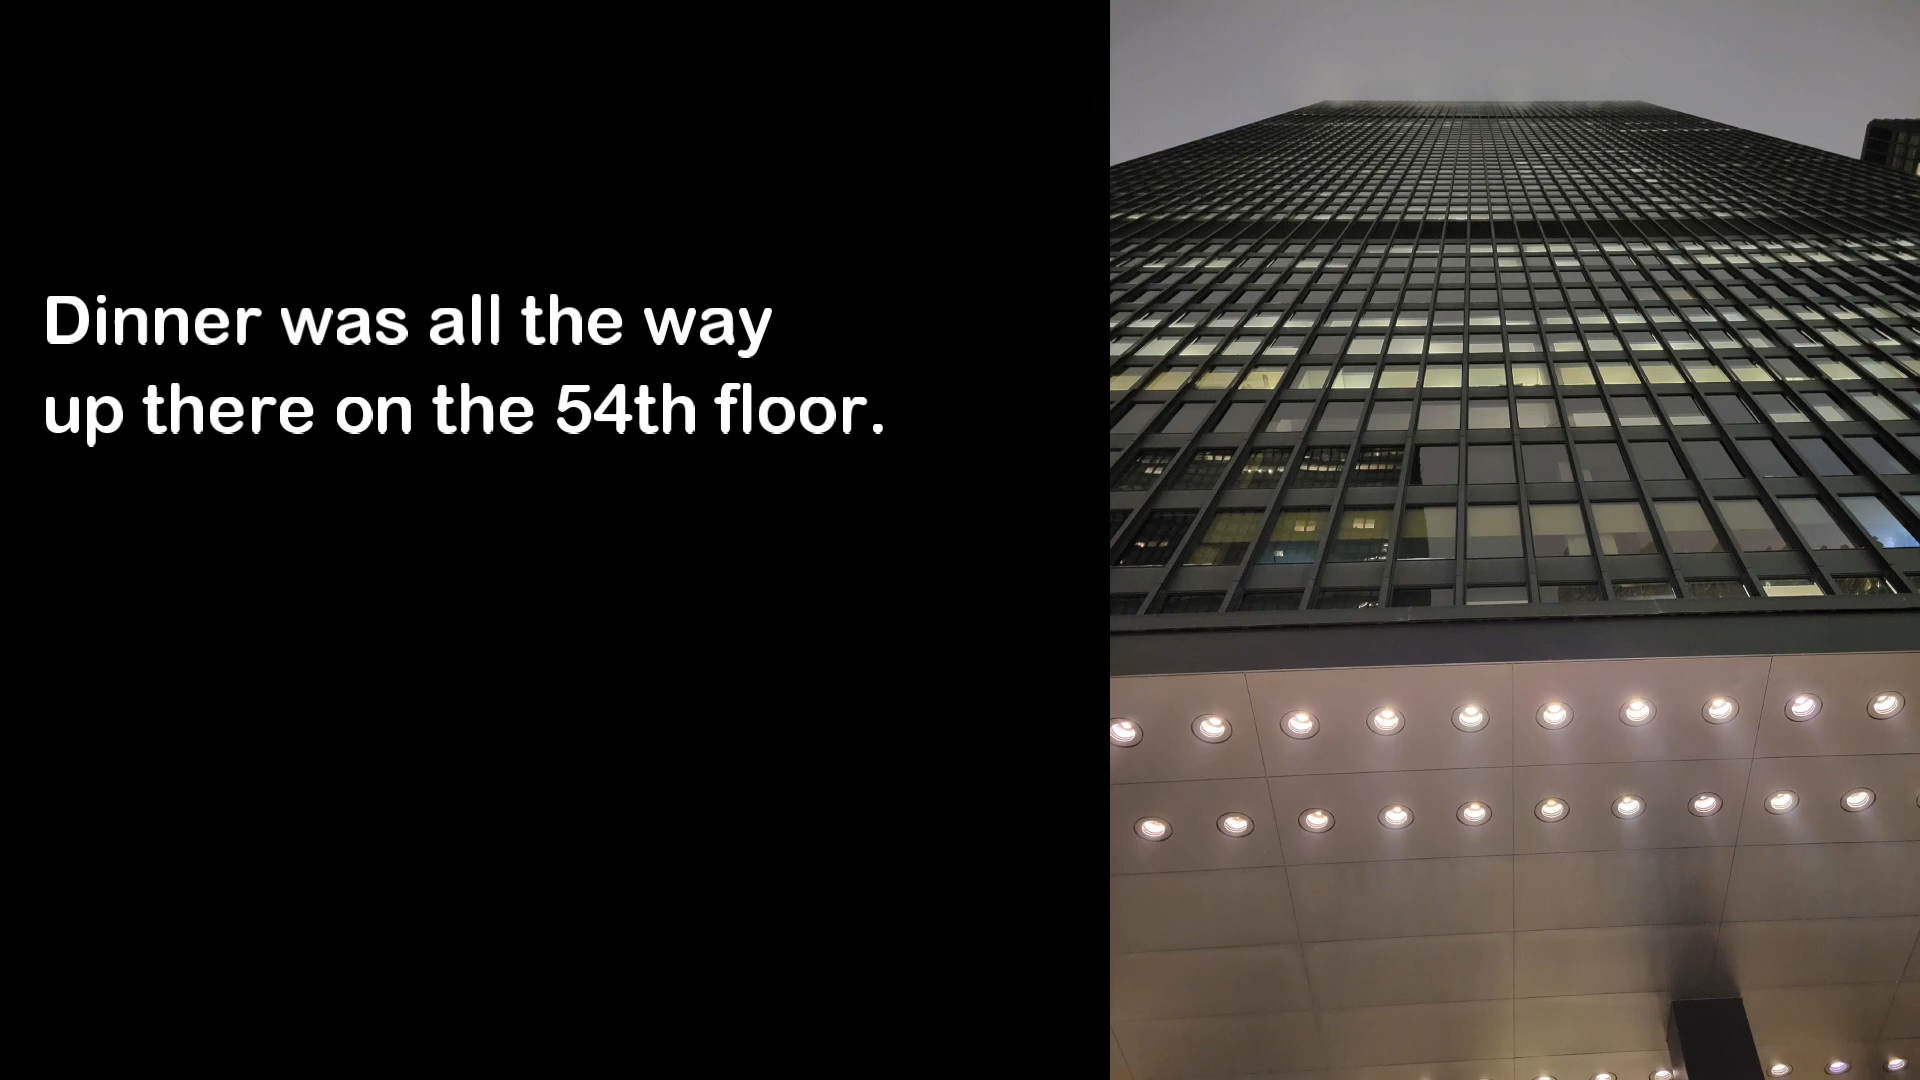 Dinner was all the way
up there on the 54th floor.